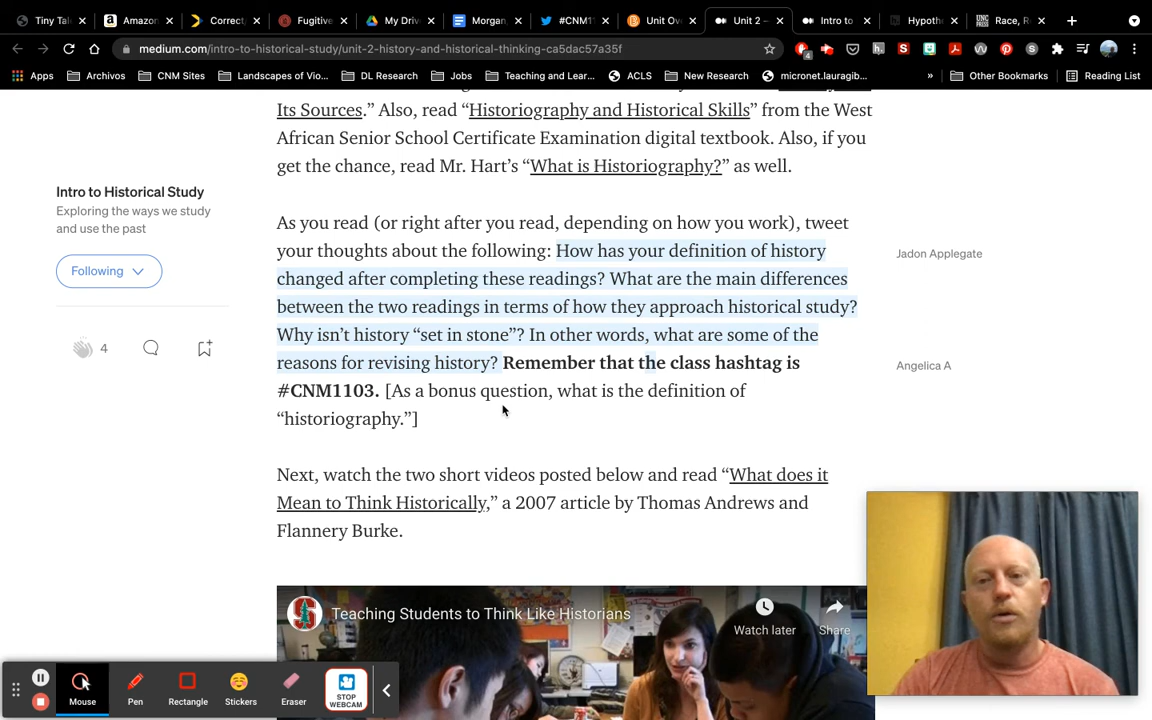 Tiny Tale
Amazon
Correct,
Fugitive
My Drive
Morgan,
#CNM11
Unit Ove
Unit 2 –
Intro to
Hypothe
Race, R
medium.com/intro-to-historical-study/unit-2-history-and-historical-thinking-ca5dac57a35f
4
Apps
Archivos
CNM Sites
Landscapes of Vio...
DL Research
Jobs
Teaching and Lear...
ACLS
New Research
micronet.lauragib...
»
Other Bookmarks
Reading List
Its Sources.” Also, read “Historiography and Historical Skills” from the West
African Senior School Certificate Examination digital textbook. Also, if you
get the chance, read Mr. Hart’s “What is Historiography?” as well.
Intro to Historical Study
Exploring the ways we study
and use the past
Following
4
As you read (or right after you read, depending on how you work), tweet
your thoughts about the following: How has your definition of history
changed after completing these readings? What are the main differences
between the two readings in terms of how they approach historical study?
Why isn’t history “set in stone”? In other words, what are some of the
reasons for revising history? Remember that the class hashtag is
#CNM1103. [As a bonus question, what is the definition of
“historiography.”]
Jadon Applegate
Angelica A
Next, watch the two short videos posted below and read “What does it
Mean to Think Historically,” a 2007 article by Thomas Andrews and
Flannery Burke.
Teaching Students to Think Like Historians
Watch later
Share
Mouse
Pen
Rectangle
Stickers
Eraser
STOP
WEBCAM